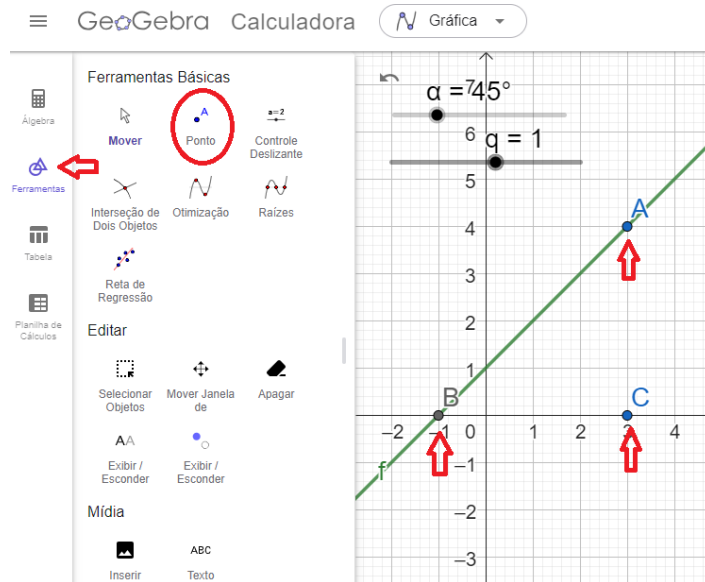 GeoGebra Calculadora
Gráfica
Álgebra
Ferramentas
Tabela
Planilha de
Cálculos
Ferramentas Básicas
Mover
A
Ponto
a=2
Controle
Deslizante
Interseção de
Dois Objetos
Otimização
Raízes
Reta de
Regressão
Editar
Selecionar
Objetos
Mover Janela
de
Apagar
AA
Exibir /
Esconder
Exibir /
Esconder
Mídia
Inserir
ABC
Texto
α = 45°
q = 1
7
6
5
4
3
2
1
A
B
C
f
–2
–1
0
1
2
3
4
–1
–2
–3